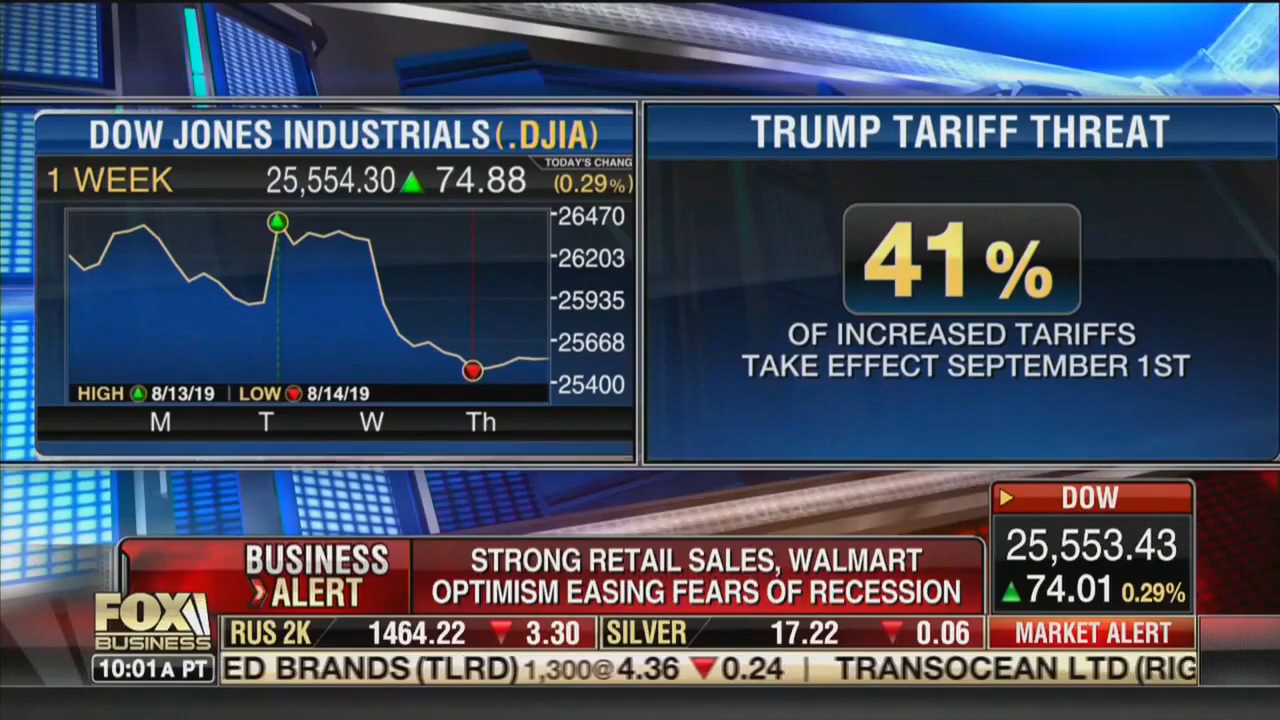 DOW JONES INDUSTRIALS(.DJIA)
TODAY'S CHANG
1 WEEK 25,554.30 74.88 (0.29%)
26470
26203
25935
25668
25400
HIGH 8/13/19 | LOW 8/14/19
M T W Th
TRUMP TARIFF THREAT
41%
OF INCREASED TARIFFS
TAKE EFFECT SEPTEMBER 1ST
DOW
25,553.43
74.01 0.29%
MARKET ALERT
BUSINESS
ALERT
STRONG RETAIL SALES, WALMART
OPTIMISM EASING FEARS OF RECESSION
FOX
BUSINESS
10:01A PT
RUS 2K 1464.22 3.30 SILVER 17.22 0.06
ED BRANDS (TLRD) 1,300@4.36 0.24 | TRANSOCEAN LTD (RIG